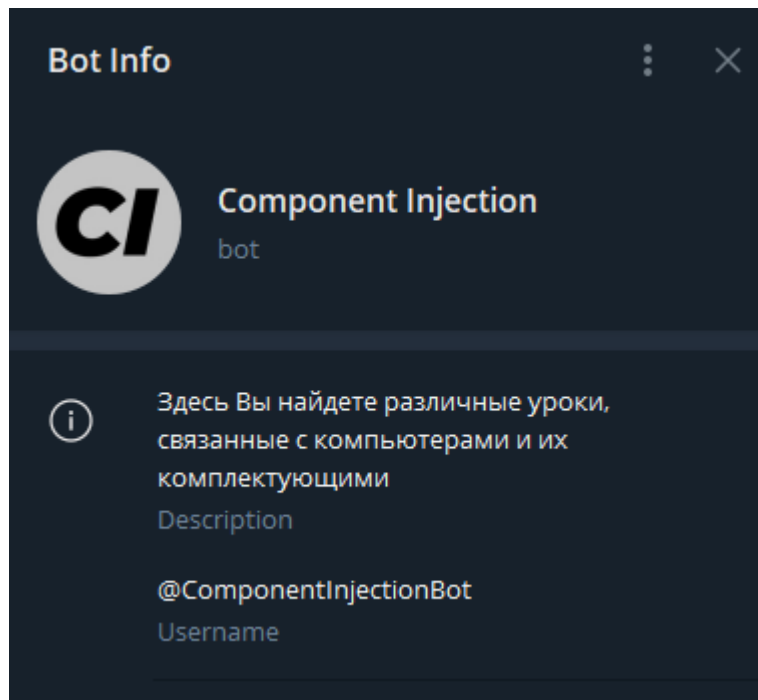 Bot Info
CI
Component Injection
bot
Здесь Вы найдете различные уроки,
связанные с компьютерами и их
комплектующими
Description
@ComponentInjectionBot
Username